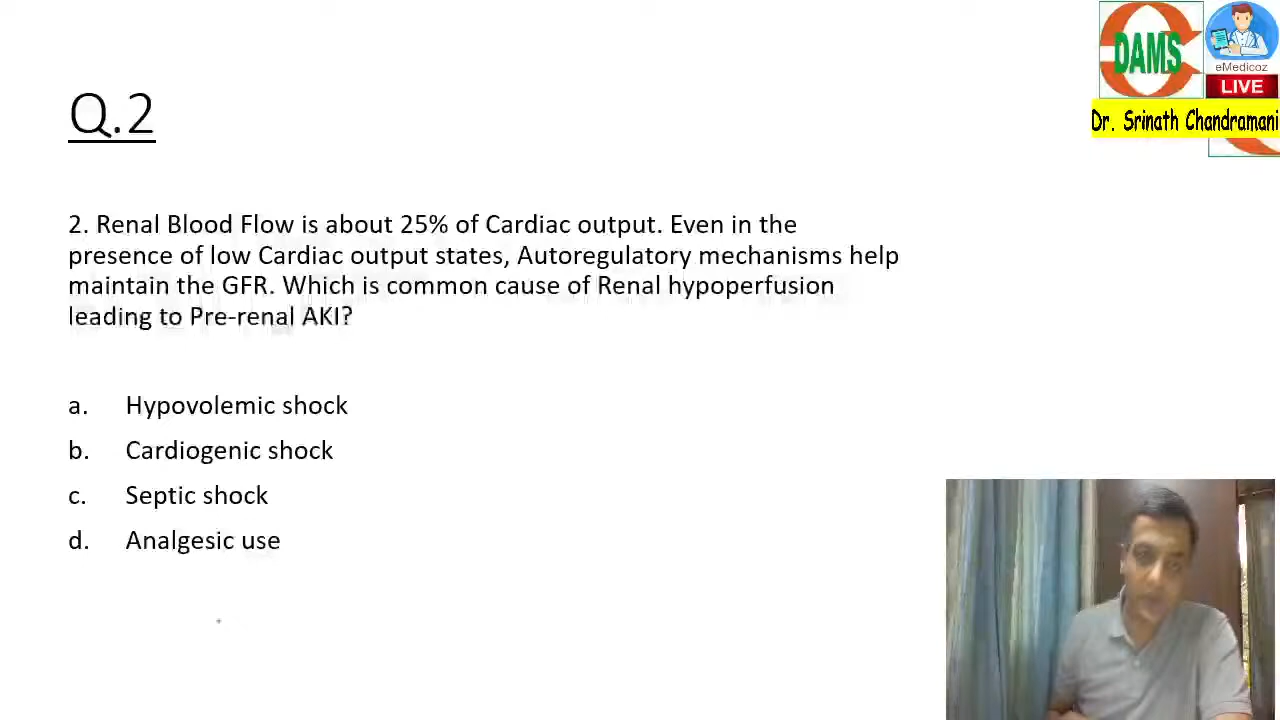 DAMS
eMedicoz
LIVE
Dr. Srinath Chandramani
Q.2
2. Renal Blood Flow is about 25% of Cardiac output. Even in the
presence of low Cardiac output states, Autoregulatory mechanisms help
maintain the GFR. Which is common cause of Renal hypoperfusion
leading to Pre-renal AKI?
a. Hypovolemic shock
b. Cardiogenic shock
c. Septic shock
d. Analgesic use